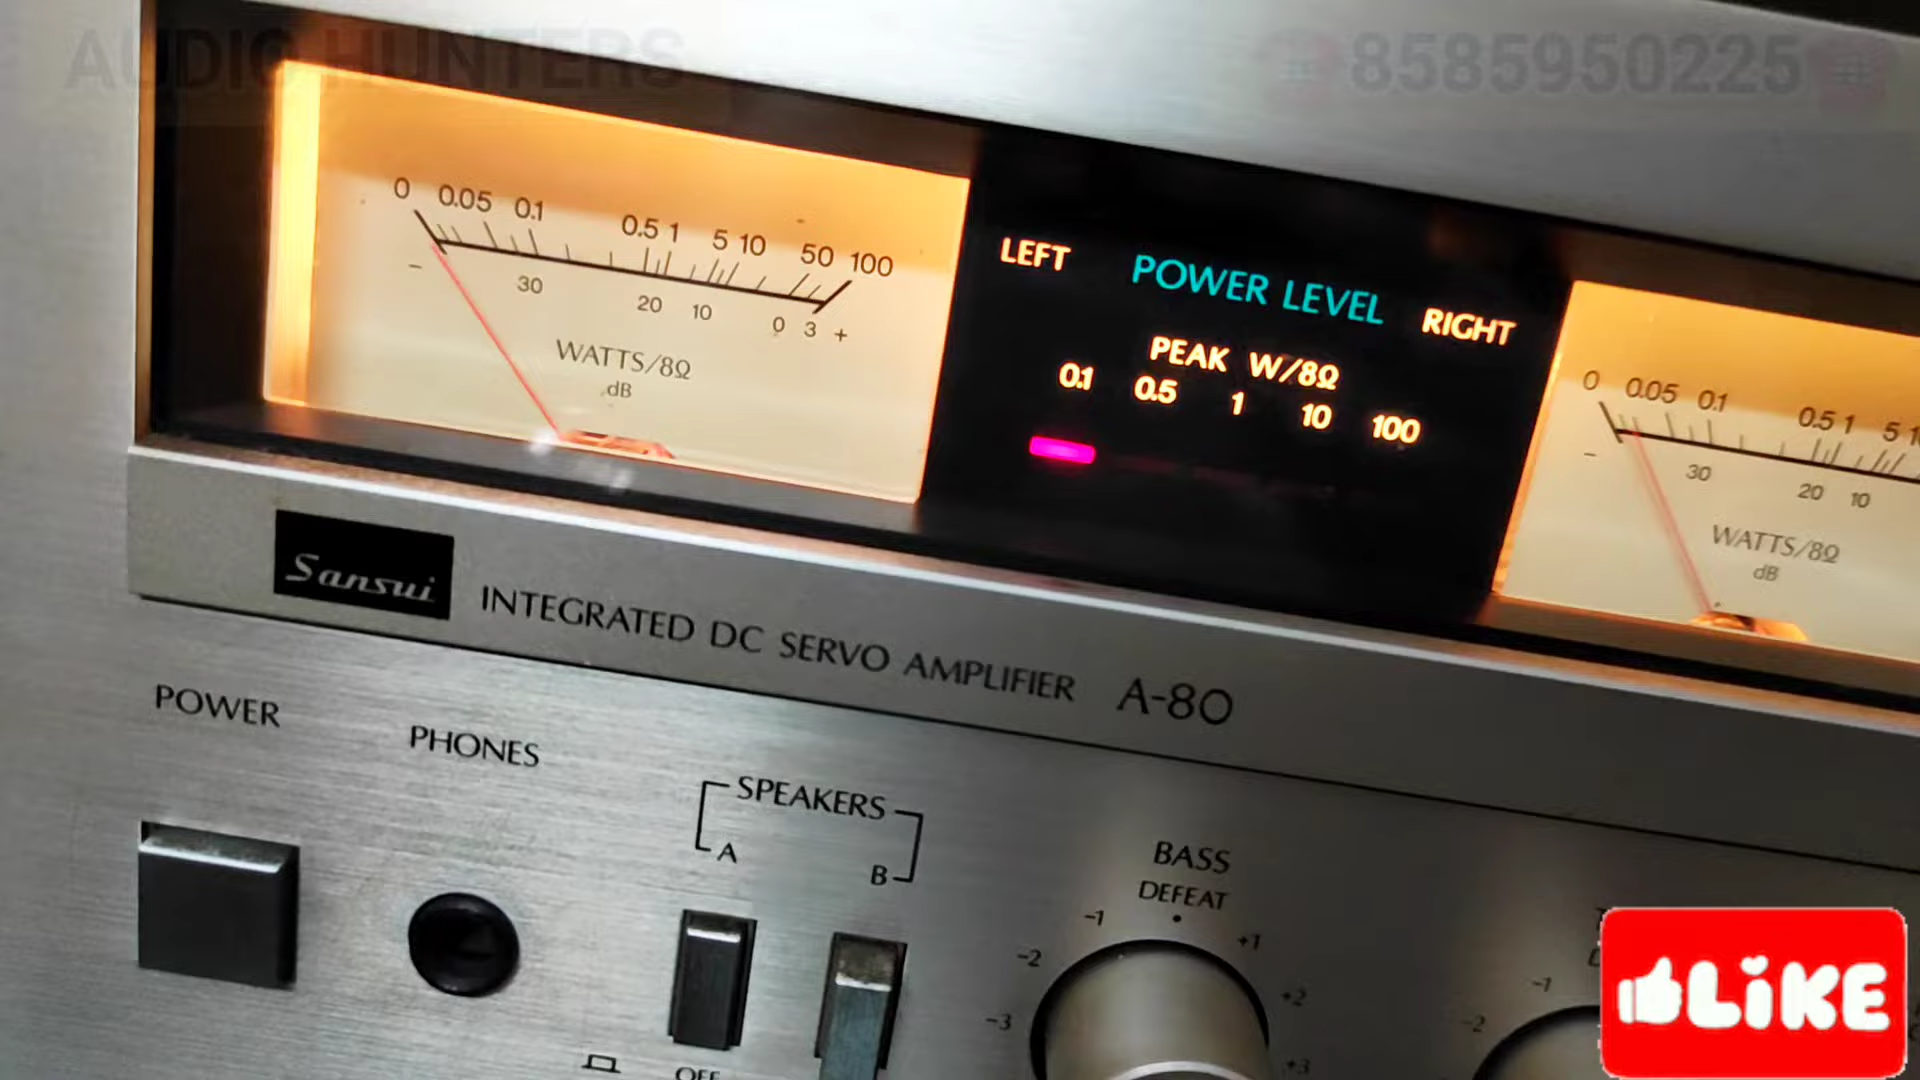 AUDIO HUNTERS
8585950225
0 0.05 0.1 0.5 1 5 10 50 100
- 30 20 10 0 3 +
WATTS/8Ω
dB
LEFT POWER LEVEL RIGHT
PEAK W/8Ω
0.1 0.5 1 10 100
0 0.05 0.1 0.5 1 5
- 30 20 10
WATTS/8Ω
dB
Sansui INTEGRATED DC SERVO AMPLIFIER A-80
POWER
PHONES
SPEAKERS
A
B
BASS
DEFEAT
-1 +1
-2 +2
-3 +3
-1
-2
OFF
LiKE